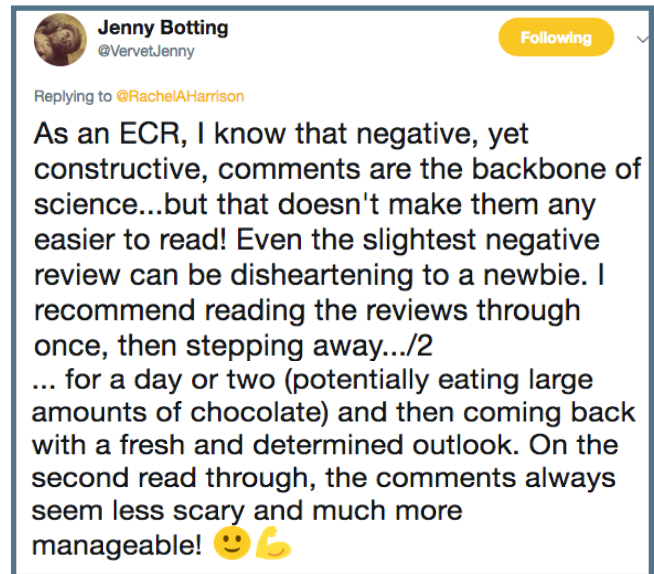 Jenny Botting
@VervetJenny
Following
Replying to @RachelAHarrison
As an ECR, I know that negative, yet
constructive, comments are the backbone of
science...but that doesn't make them any
easier to read! Even the slightest negative
review can be disheartening to a newbie. I
recommend reading the reviews through
once, then stepping away.../2
... for a day or two (potentially eating large
amounts of chocolate) and then coming back
with a fresh and determined outlook. On the
second read through, the comments always
seem less scary and much more
manageable! 🙂💪